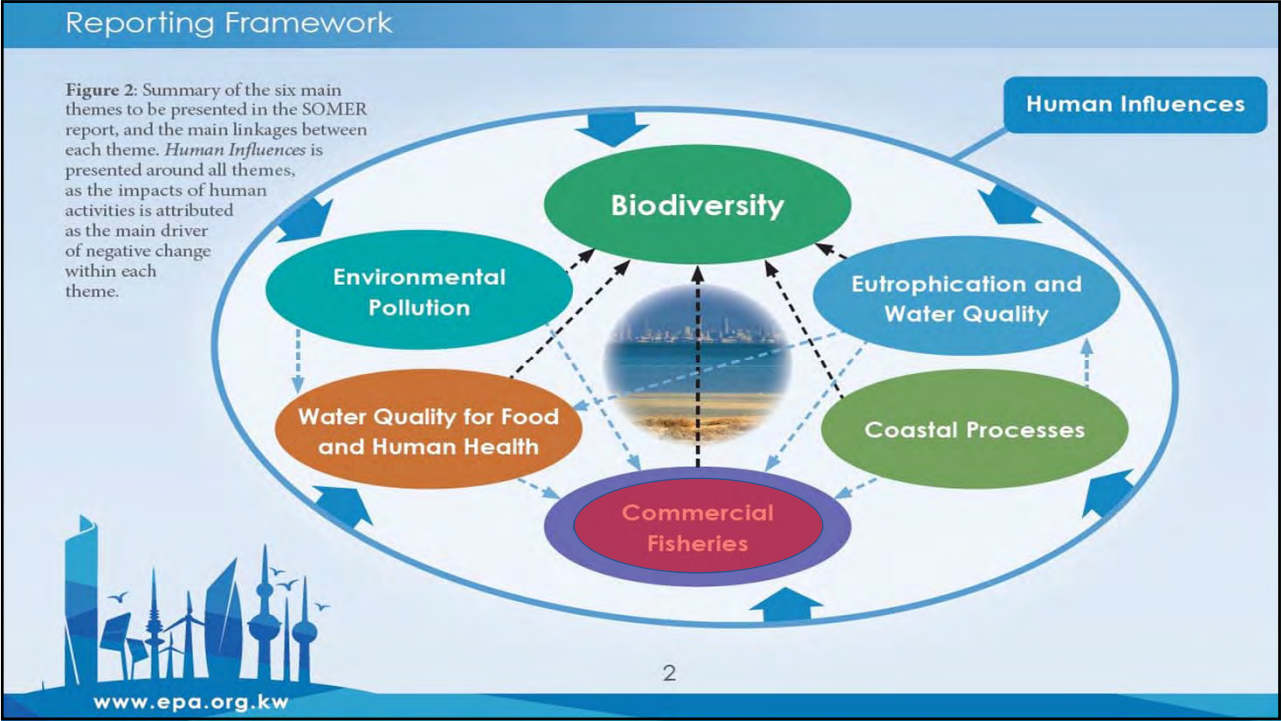 Reporting Framework
Figure 2: Summary of the six main
themes to be presented in the SOMER
report, and the main linkages between
each theme. Human Influences is
presented around all themes,
as the impacts of human
activities is attributed
as the main driver
of negative change
within each
theme.
Human Influences
Biodiversity
Environmental
Pollution
Eutrophication and
Water Quality
Water Quality for Food
and Human Health
Coastal Processes
Commercial
Fisheries
2
www.epa.org.kw